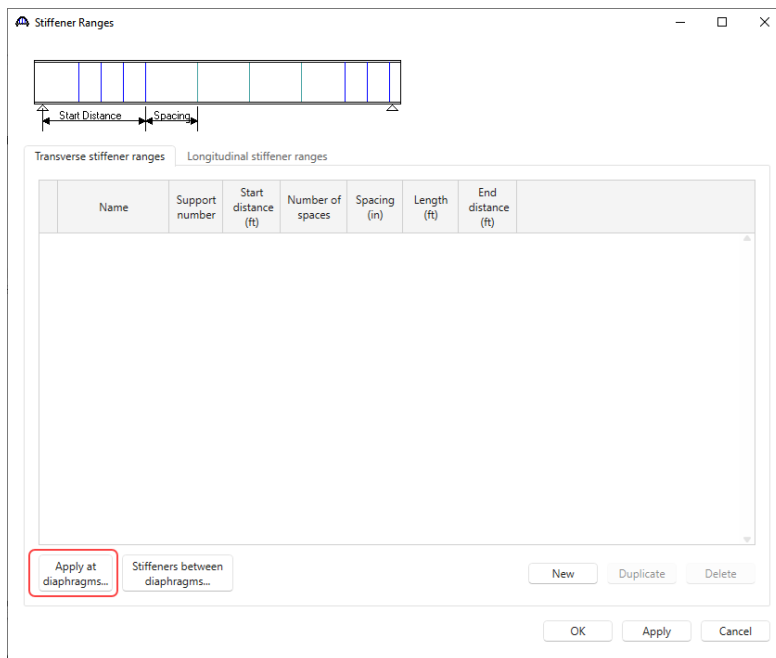 Stiffener Ranges
Start Distance
Spacing
Transverse stiffener ranges
Longitudinal stiffener ranges
Name
Support
number
Start
distance
(ft)
Number of
spaces
Spacing
(in)
Length
(ft)
End
distance
(ft)
Apply at
diaphragms...
Stiffeners between
diaphragms...
New
Duplicate
Delete
OK
Apply
Cancel